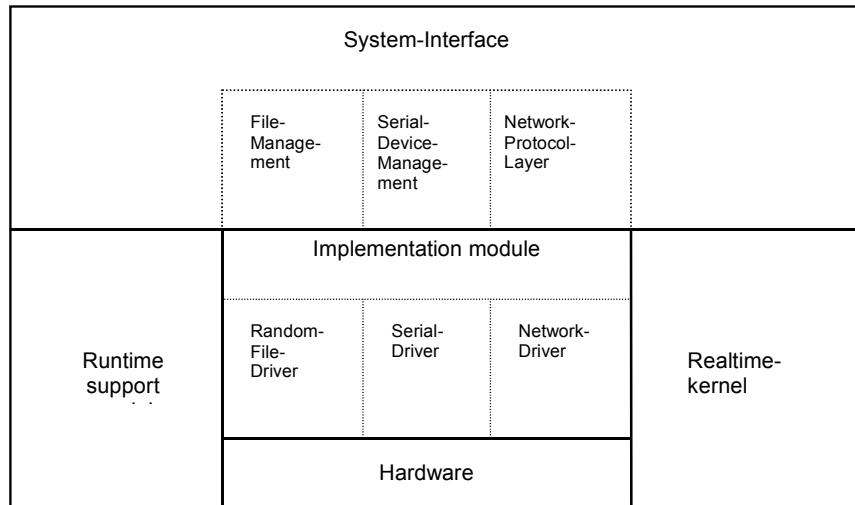 System-Interface
File-
Manage-
ment
Serial-
Device-
Manage-
ment
Network-
Protocol-
Layer
Implementation module
Random-
File-
Driver
Serial-
Driver
Network-
Driver
Runtime
support
Realtime-
kernel
Hardware